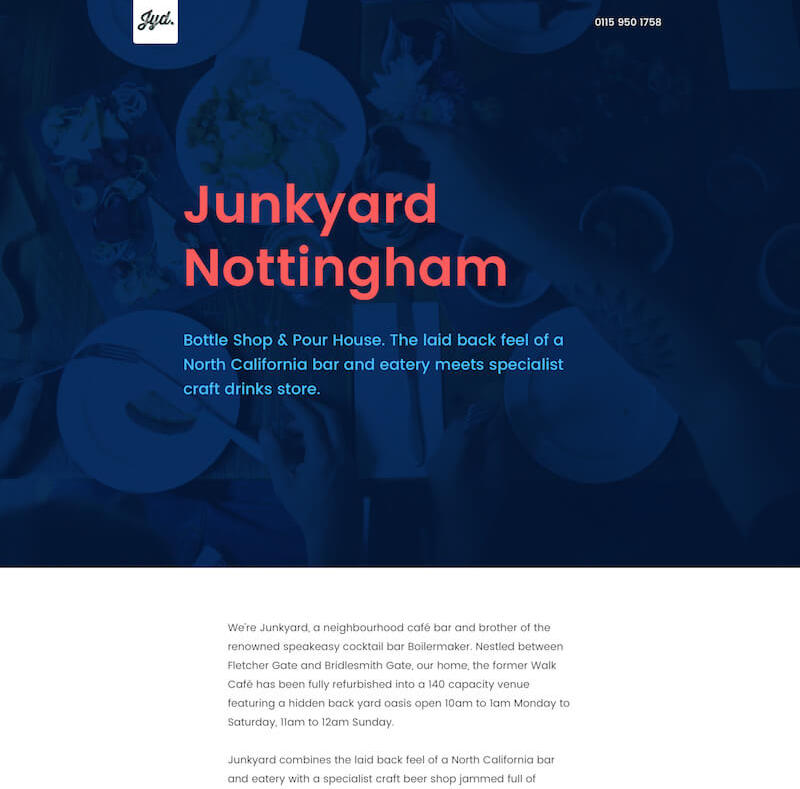 Jyd.
0115 950 1758
Junkyard
Nottingham
Bottle Shop & Pour House. The laid back feel of a
North California bar and eatery meets specialist
craft drinks store.
We're Junkyard, a neighbourhood café bar and brother of the
renowned speakeasy cocktail bar Boilermaker. Nestled between
Fletcher Gate and Bridlesmith Gate, our home, the former Walk
Café has been fully refurbished into a 140 capacity venue
featuring a hidden back yard oasis open 10am to 1am Monday to
Saturday, 11am to 12am Sunday.
Junkyard combines the laid back feel of a North California bar
and eatery with a specialist craft beer shop jammed full of